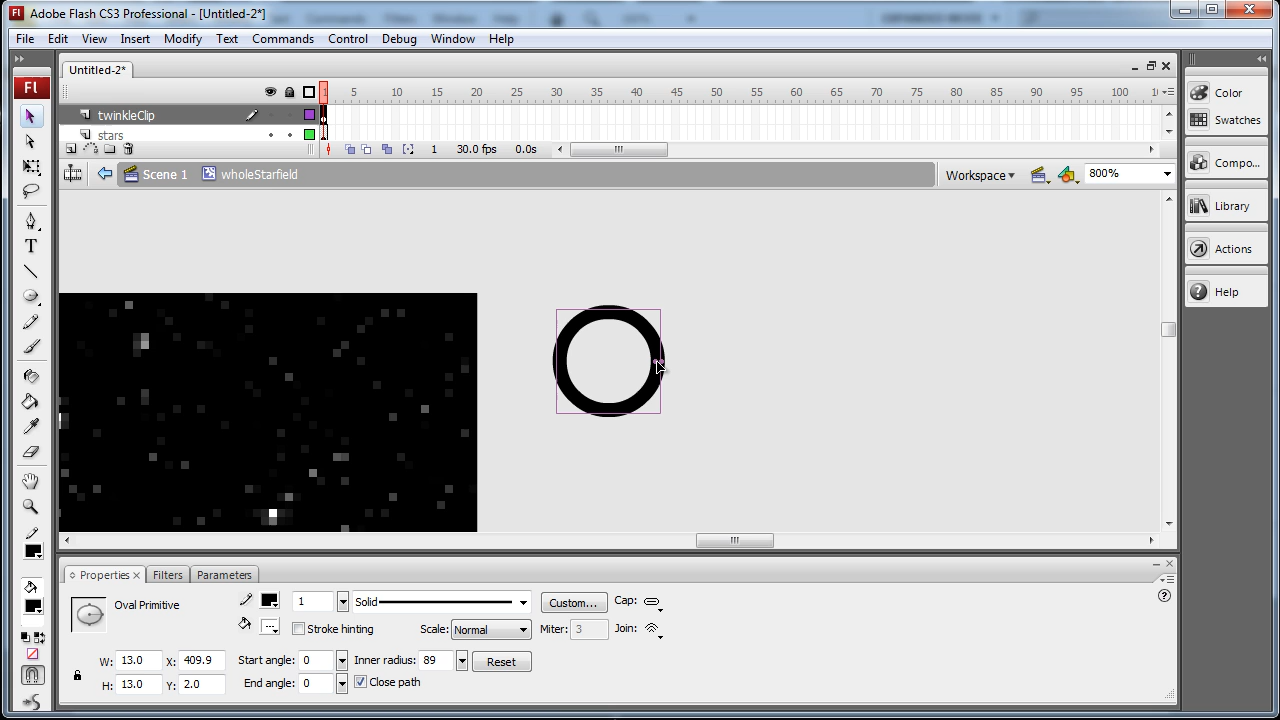 Adobe Flash CS3 Professional - [Untitled-2*]
File Edit View Insert Modify Text Commands Control Debug Window Help
Fl
Untitled-2*
1 5 10 15 20 25 30 35 40 45 50 55 60 65 70 75 80 85 90 95 100
twinkleClip
stars
1 30.0 fps 0.0s
Scene 1 wholeStarfield Workspace 800%
T
Color
Swatches
Compo...
Library
Actions
Help
Properties Filters Parameters
Oval Primitive
1 Solid Custom... Cap:
Stroke hinting Scale: Normal Miter: 3 Join:
W: 13.0 X: 409.9 Start angle: 0 Inner radius: 89 Reset
H: 13.0 Y: 2.0 End angle: 0 Close path